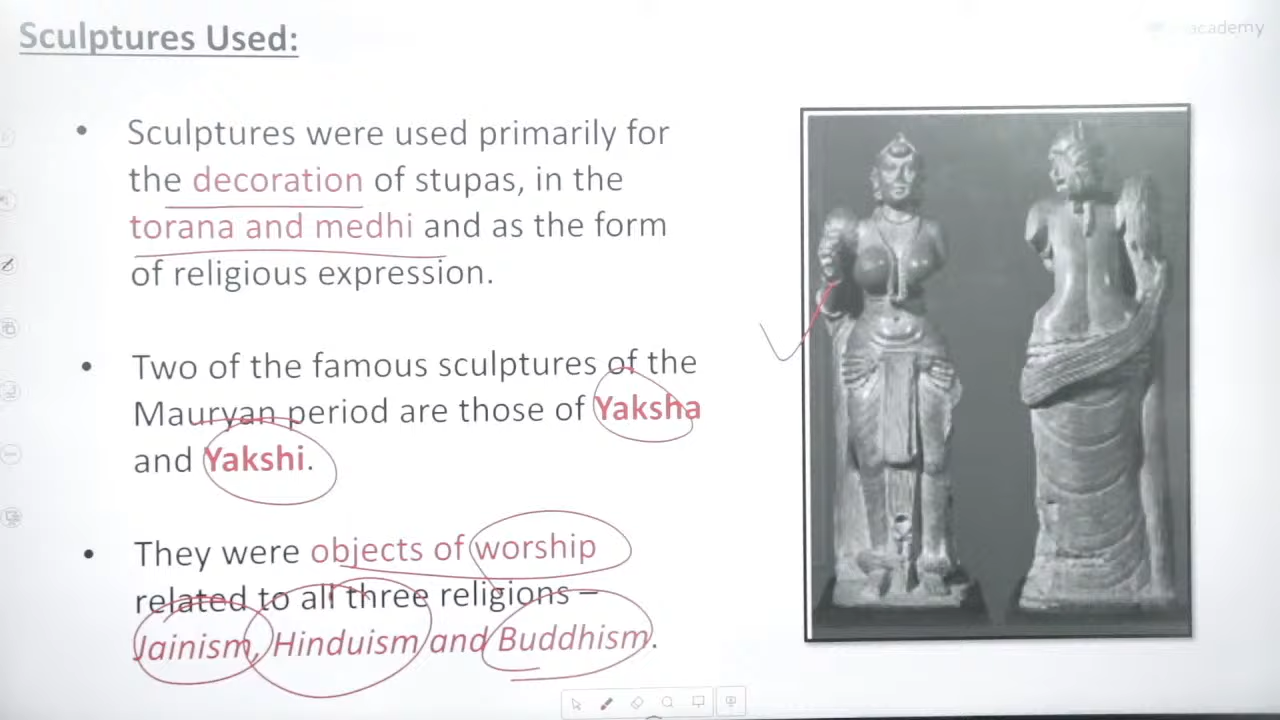 Sculptures Used:
academy
• Sculptures were used primarily for
the decoration of stupas, in the
torana and medhi and as the form
of religious expression.
• Two of the famous sculptures of the
Mauryan period are those of Yaksha
and Yakshi.
• They were objects of worship
related to all three religions –
Jainism, Hinduism and Buddhism.